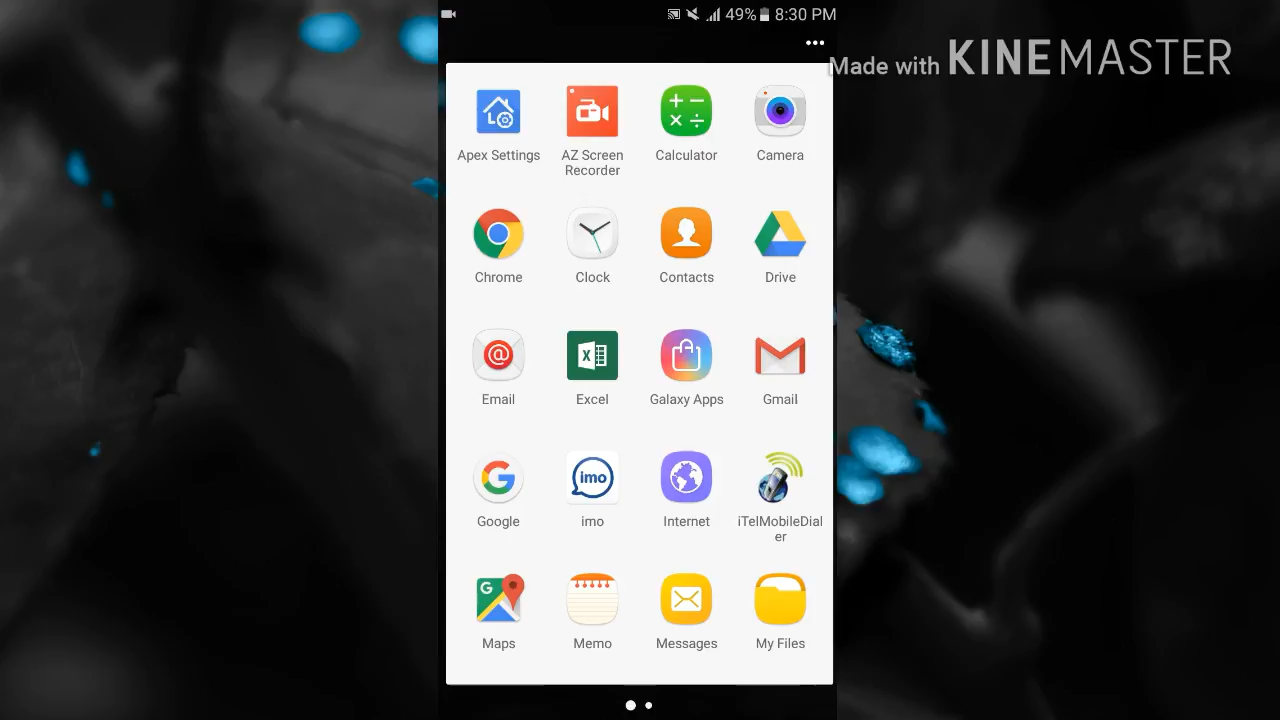 49% 8:30 PM
Made with KINEMASTER
Apex Settings
AZ Screen
Recorder
Calculator
Camera
Chrome
Clock
Contacts
Drive
Email
Excel
Galaxy Apps
Gmail
Google
imo
imo
Internet
iTelMobileDial
er
Maps
Memo
Messages
My Files